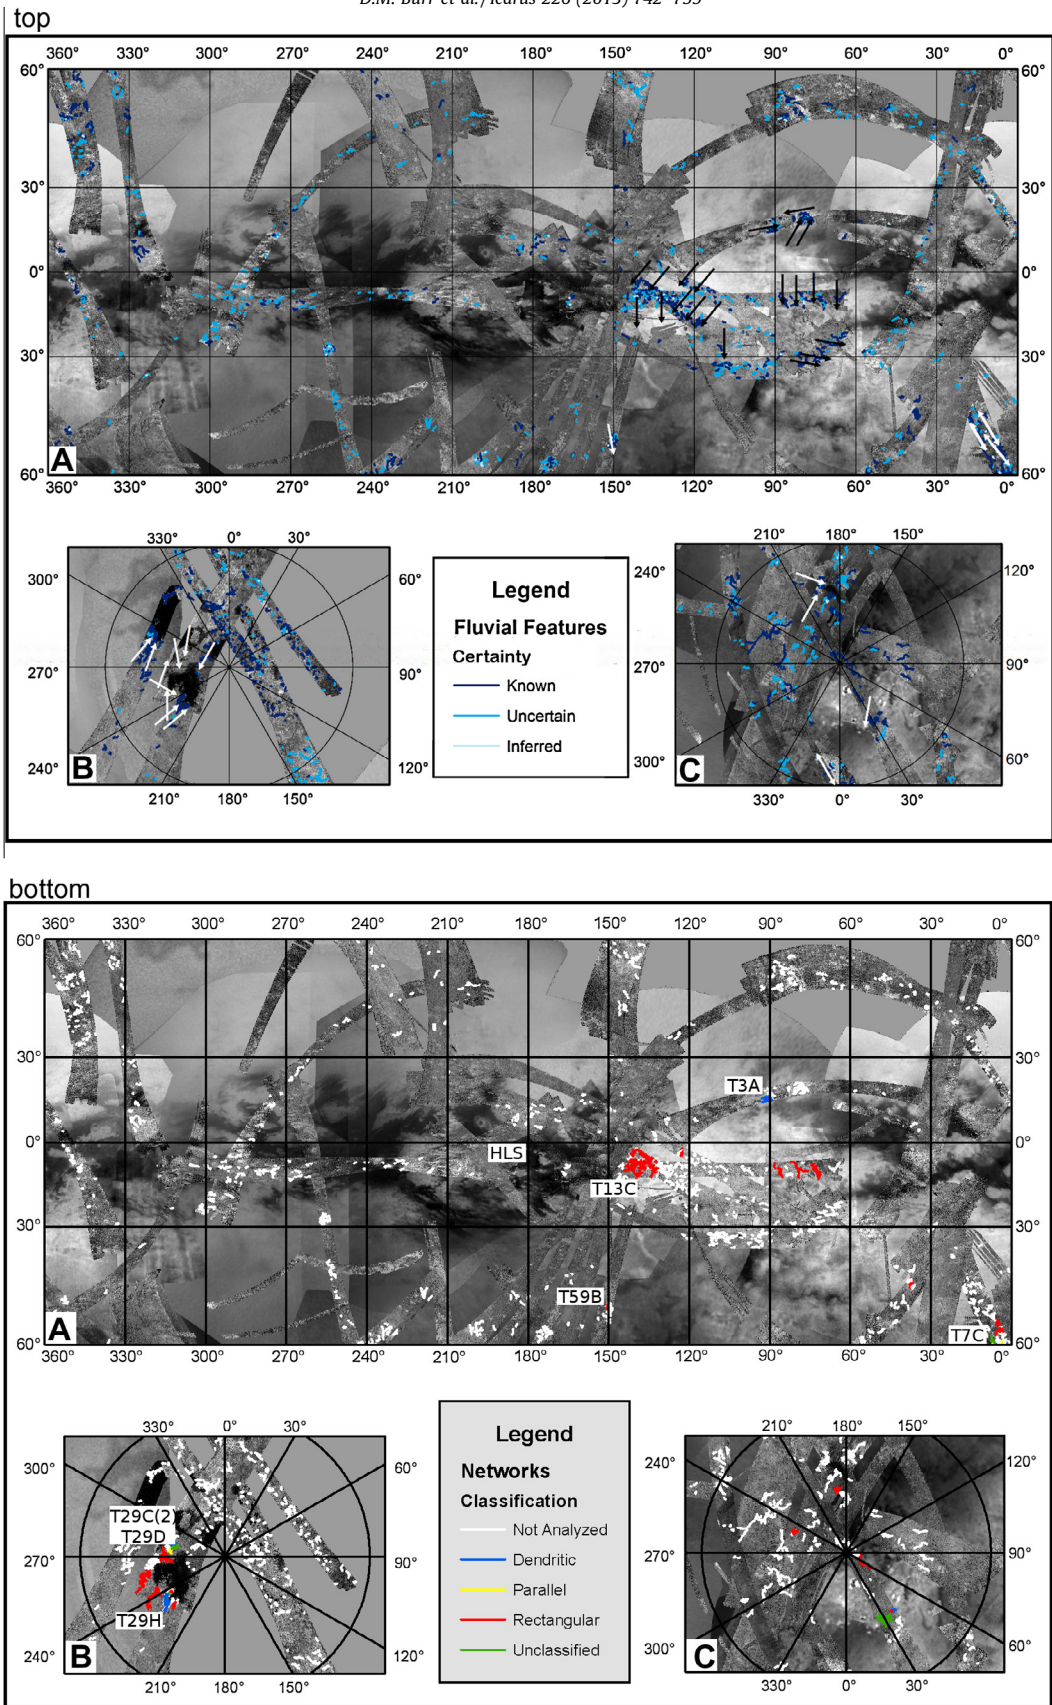 D.M. Burr et al. / Icarus 226 (2013) 742–759
top
360° 330° 300° 270° 240° 210° 180° 150° 120° 90° 60° 30° 0°
60° 60°
30° 30°
0° 0°
30° 30°
A
60° 60°
360° 330° 300° 270° 240° 210° 180° 150° 120° 90° 60° 30° 0°
330° 0° 30°
300° 60°
270° 90°
240° 120°
B
210° 180° 150°
Legend
Fluvial Features
Certainty
Known
Uncertain
Inferred
210° 180° 150°
240° 120°
270° 90°
300° 60°
C
330° 0° 30°
bottom
360° 330° 300° 270° 240° 210° 180° 150° 120° 90° 60° 30° 0°
60° 60°
30° 30°
T3A
0° 0°
HLS
T13C
30° 30°
T59B
T7C
A
60° 60°
360° 330° 300° 270° 240° 210° 180° 150° 120° 90° 60° 30° 0°
330° 0° 30°
300° 60°
T29C(2)
T29D
270° 90°
T29H
240° 120°
B
210° 180° 150°
Legend
Networks
Classification
Not Analyzed
Dendritic
Parallel
Rectangular
Unclassified
210° 180° 150°
240° 120°
270° 90°
300° 60°
C
330° 0° 30°